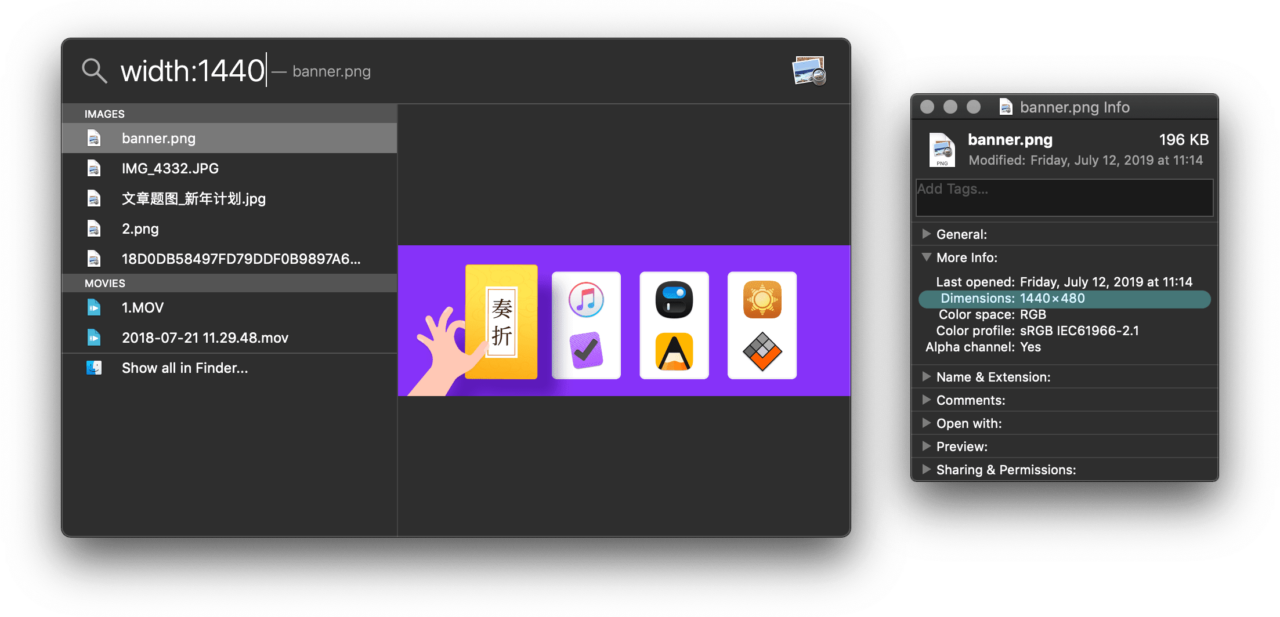 width:1440 — banner.png
IMAGES
banner.png
IMG_4332.JPG
文章题图_新年计划.jpg
2.png
18D0DB58497FD79DDF0B9897A6...
MOVIES
1.MOV
2018-07-21 11.29.48.mov
Show all in Finder...
奏
折
banner.png Info
banner.png 196 KB
Modified: Friday, July 12, 2019 at 11:14
Add Tags...
General:
More Info:
Last opened: Friday, July 12, 2019 at 11:14
Dimensions: 1440×480
Color space: RGB
Color profile: sRGB IEC61966-2.1
Alpha channel: Yes
Name & Extension:
Comments:
Open with:
Preview:
Sharing & Permissions:
PNG